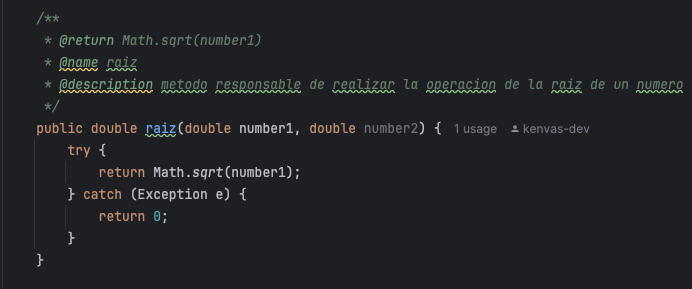 /**
 * @return Math.sqrt(number1)
 * @name raiz
 * @description metodo responsable de realizar la operacion de la raiz de un numero
 */
public double raiz(double number1, double number2) { 1 usage kenvas-dev
    try {
        return Math.sqrt(number1);
    } catch (Exception e) {
        return 0;
    }
}